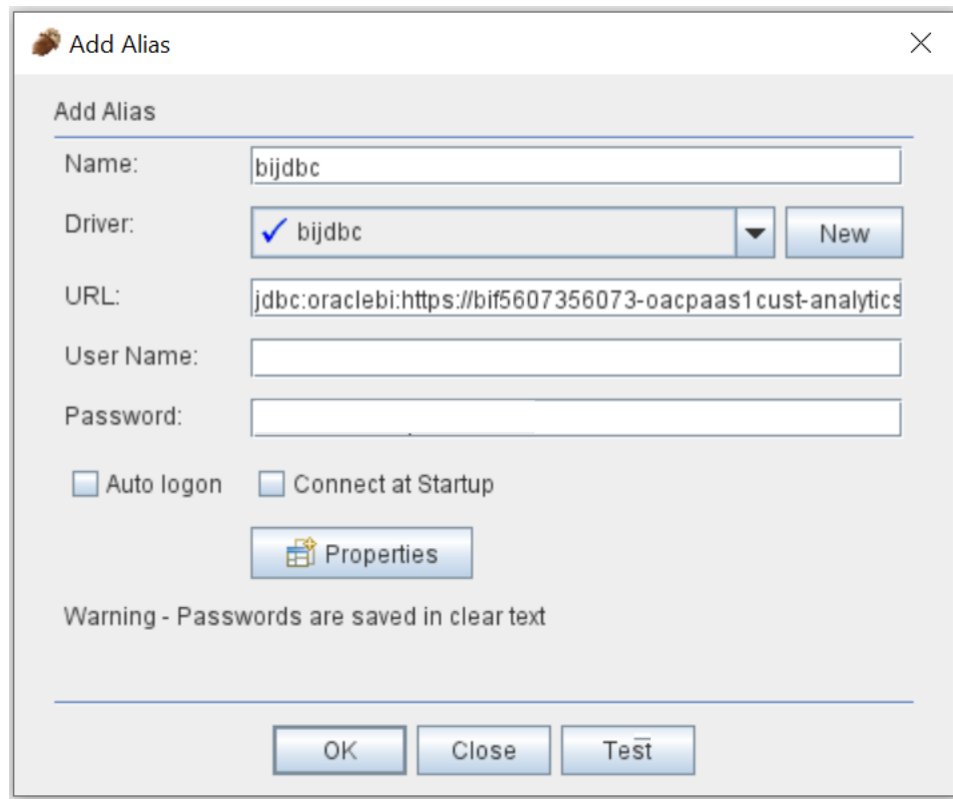 Add Alias
Add Alias
Name:
bijdbc
Driver:
bijdbc
New
URL:
jdbc:oraclebi:https://bif5607356073-oacpaas1cust-analytics
User Name:
Password:
Auto logon
Connect at Startup
Properties
Warning - Passwords are saved in clear text
OK
Close
Test